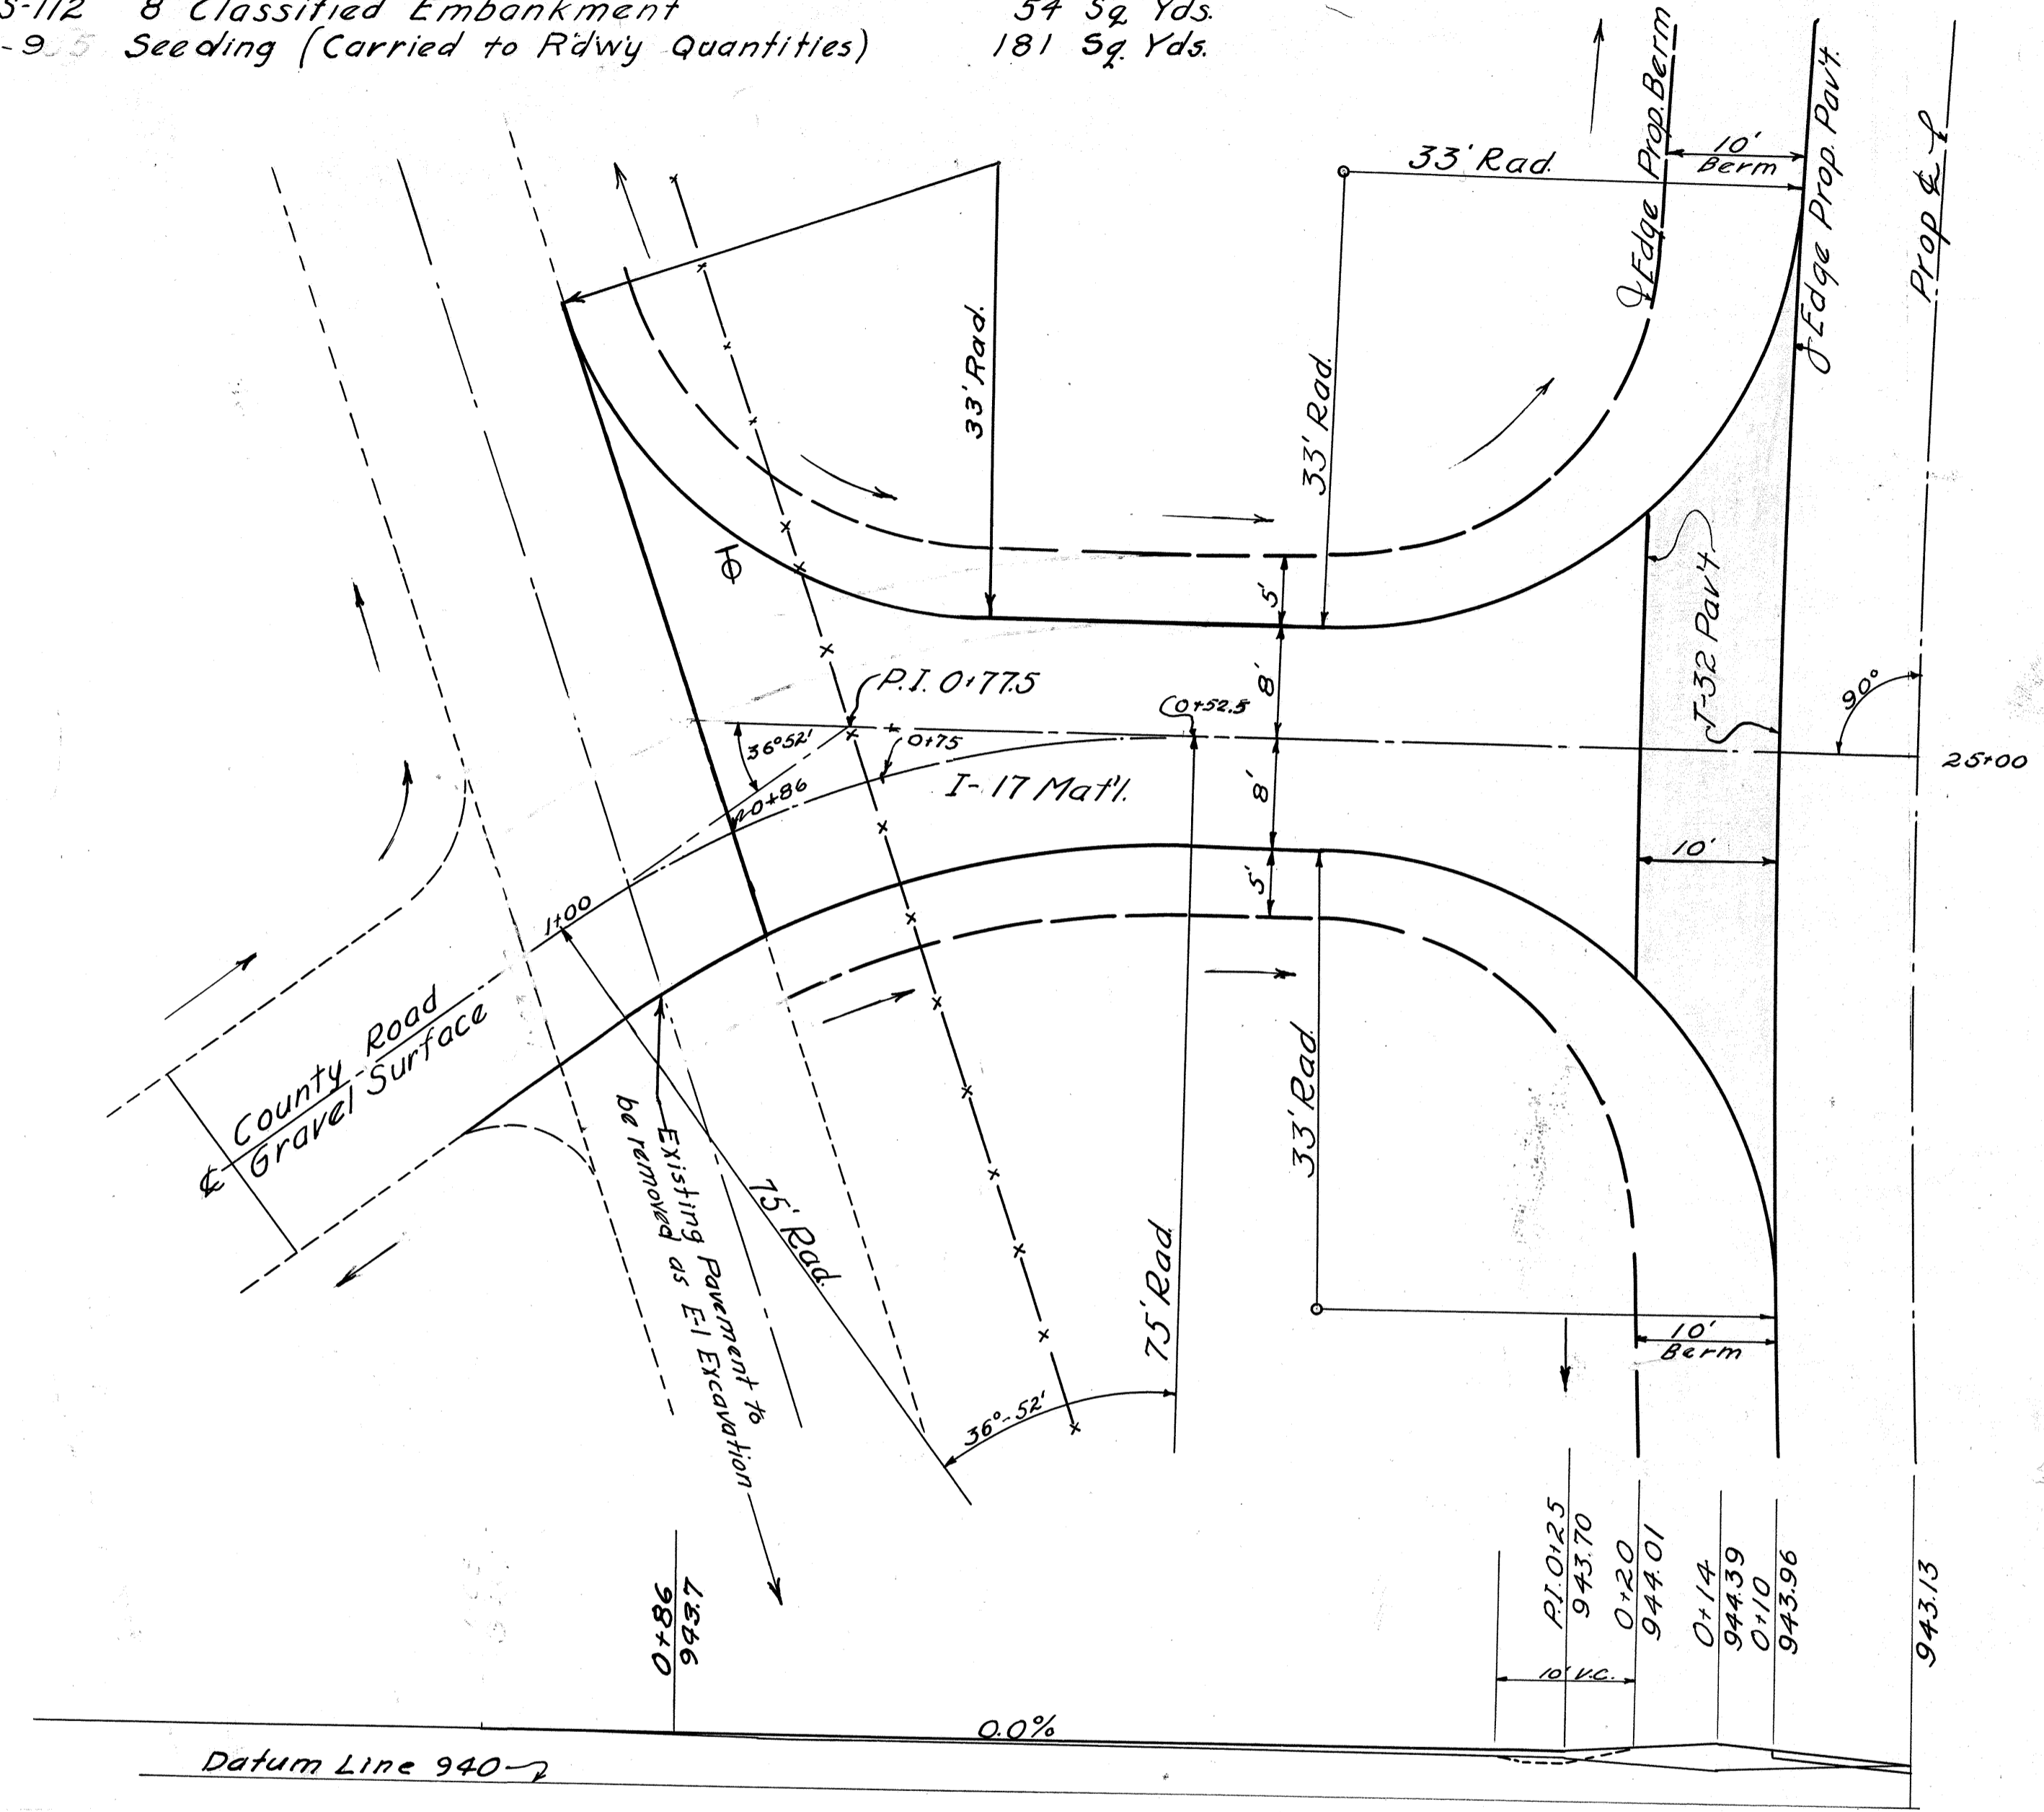 S-112 8 Classified Embankment 54 Sq Yds.
-9 5 Seeding (Carried to R'dw'y Quantities) 181 Sq. Yds.
Edge Prop. Berm
10'
Berm
33' Rad.
Edge Prop. Pav't.
Prop ℄
33' Rad.
33' Rad.
5'
T-32 Pav't.
8'
90°
P.I. 0+77.5
0+52.5
36°52'
0+75
25+00
0+86
I-17 Mat'l.
8'
10'
5'
1+00
County Road
℄ Gravel Surface
Existing Pavement to
be removed as E-1 Excavation
75' Rad.
75' Rad.
33' Rad.
36°-52'
10'
Berm
0+86
943.7
P.I. 0+25
943.70
0+20
944.01
0+14
944.39
0+10
943.96
943.13
10' V.C.
0.0%
Datum Line 940